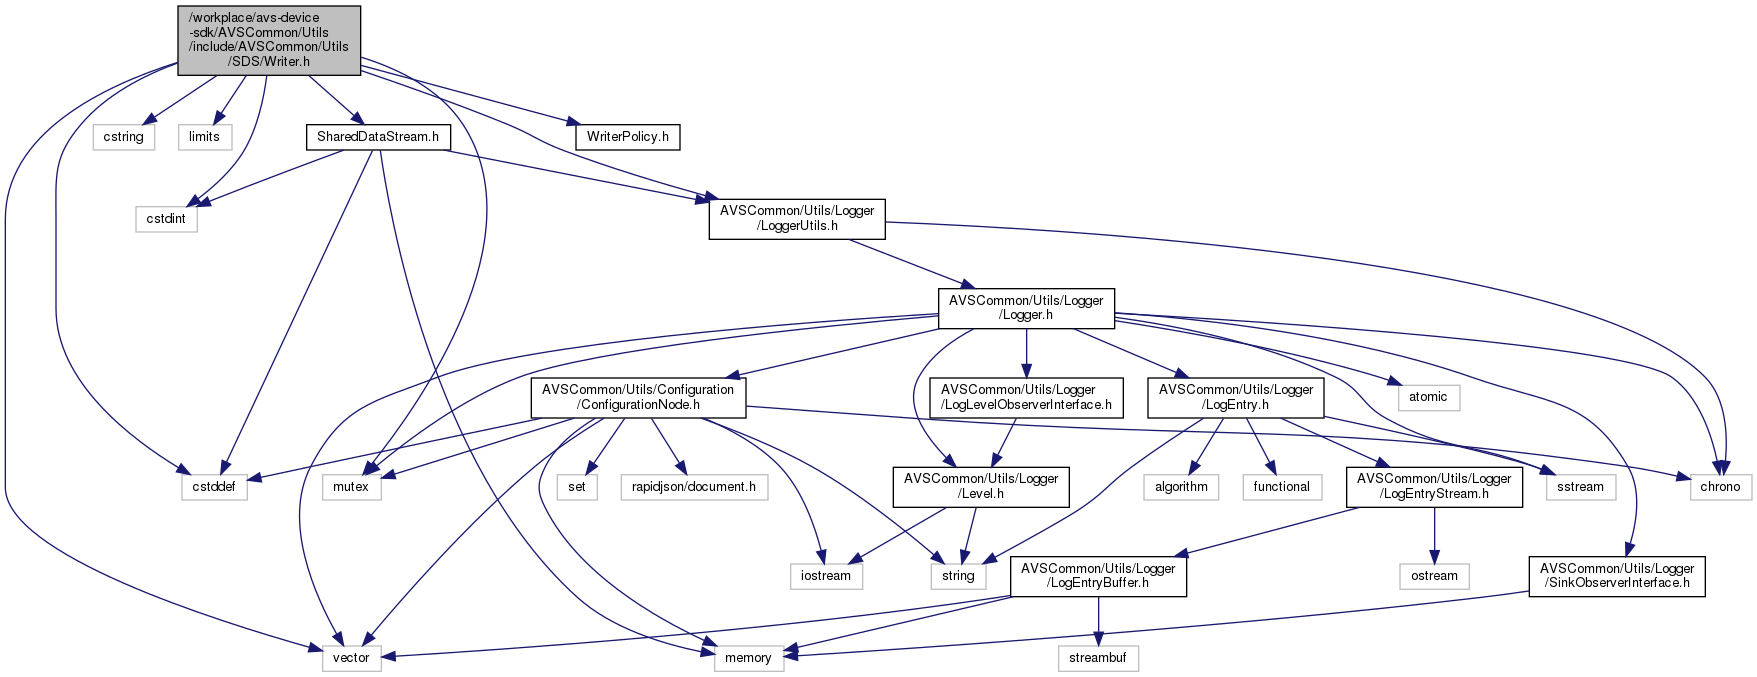 /workplace/avs-device
-sdk/AVSCommon/Utils
/include/AVSCommon/Utils
/SDS/Writer.h
cstring
limits
SharedDataStream.h
WriterPolicy.h
cstdint
AVSCommon/Utils/Logger
/LoggerUtils.h
AVSCommon/Utils/Logger
/Logger.h
AVSCommon/Utils/Configuration
/ConfigurationNode.h
AVSCommon/Utils/Logger
/LogLevelObserverInterface.h
AVSCommon/Utils/Logger
/LogEntry.h
atomic
cstddef
mutex
set
rapidjson/document.h
AVSCommon/Utils/Logger
/Level.h
algorithm
functional
AVSCommon/Utils/Logger
/LogEntryStream.h
sstream
chrono
iostream
string
AVSCommon/Utils/Logger
/LogEntryBuffer.h
ostream
AVSCommon/Utils/Logger
/SinkObserverInterface.h
vector
memory
streambuf